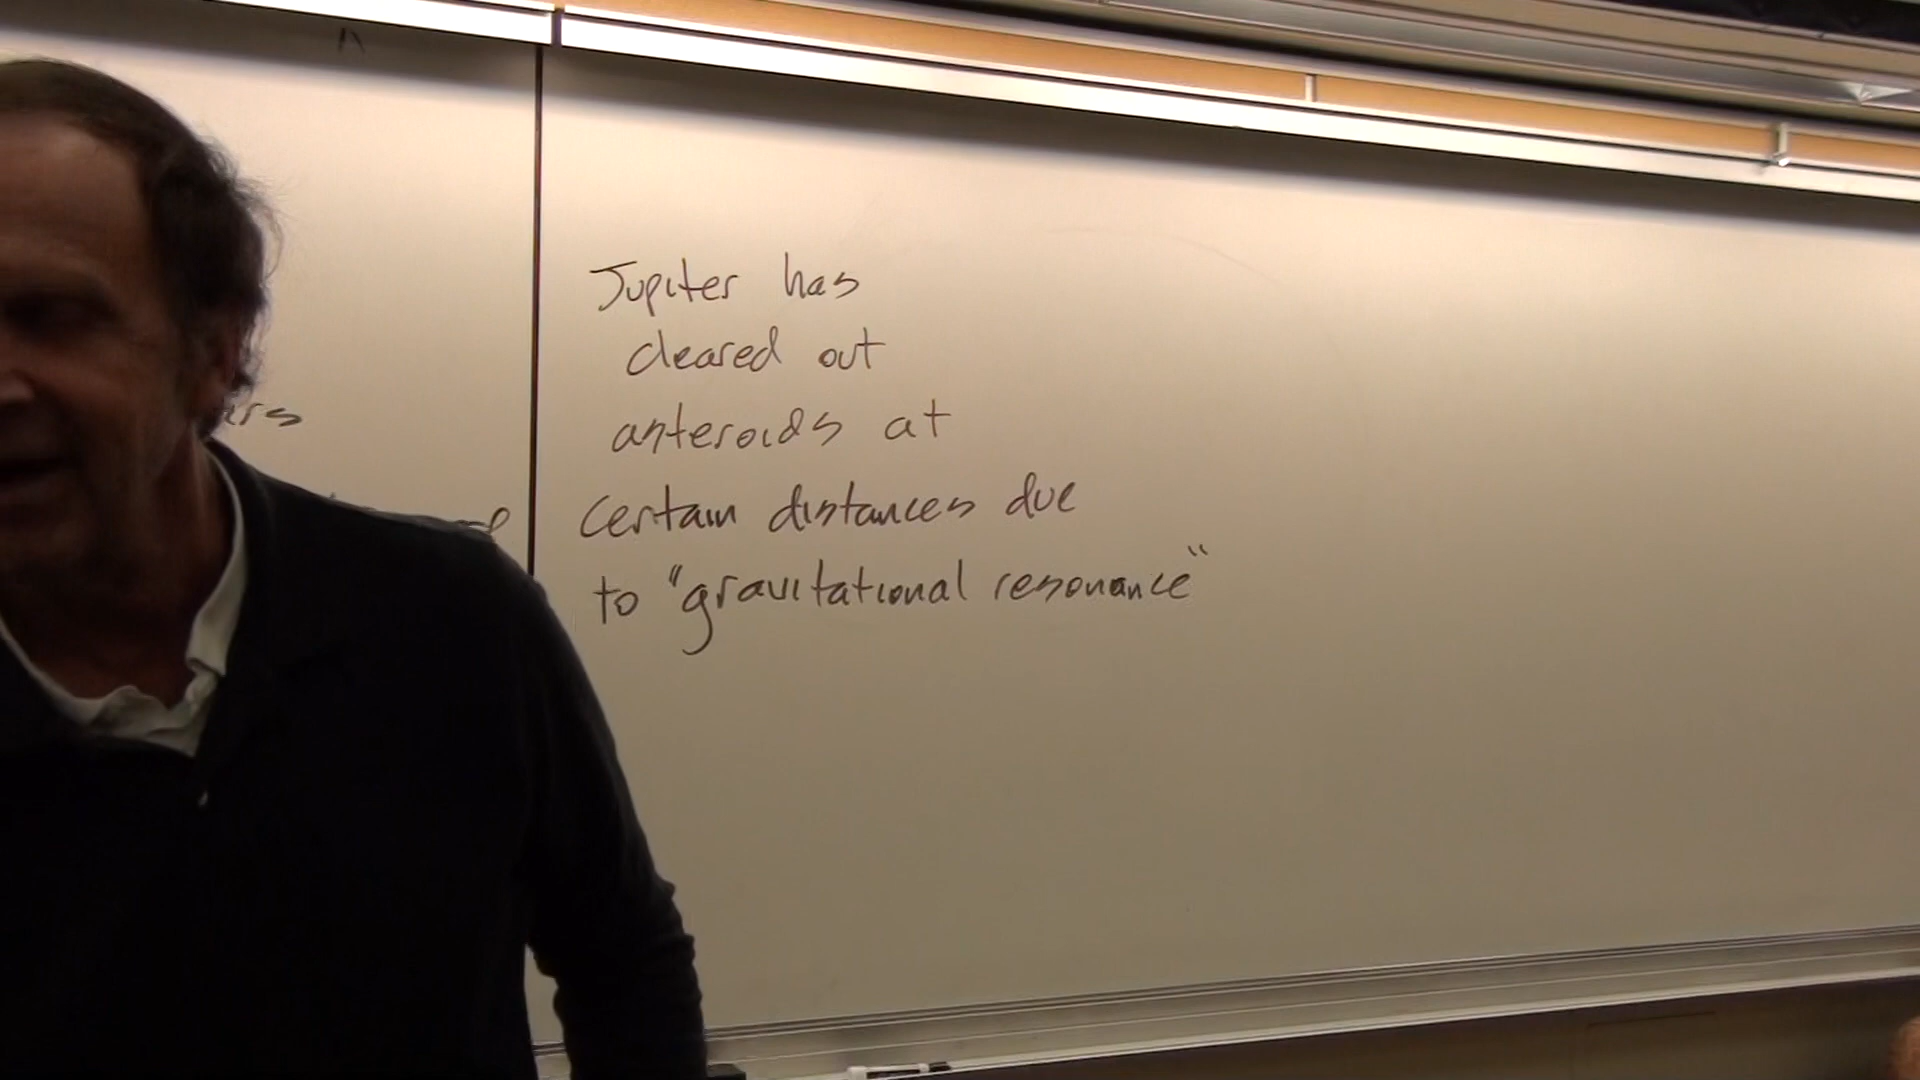 Jupiter has
cleared out
asteroids at
certain distances due
to "gravitational resonance"